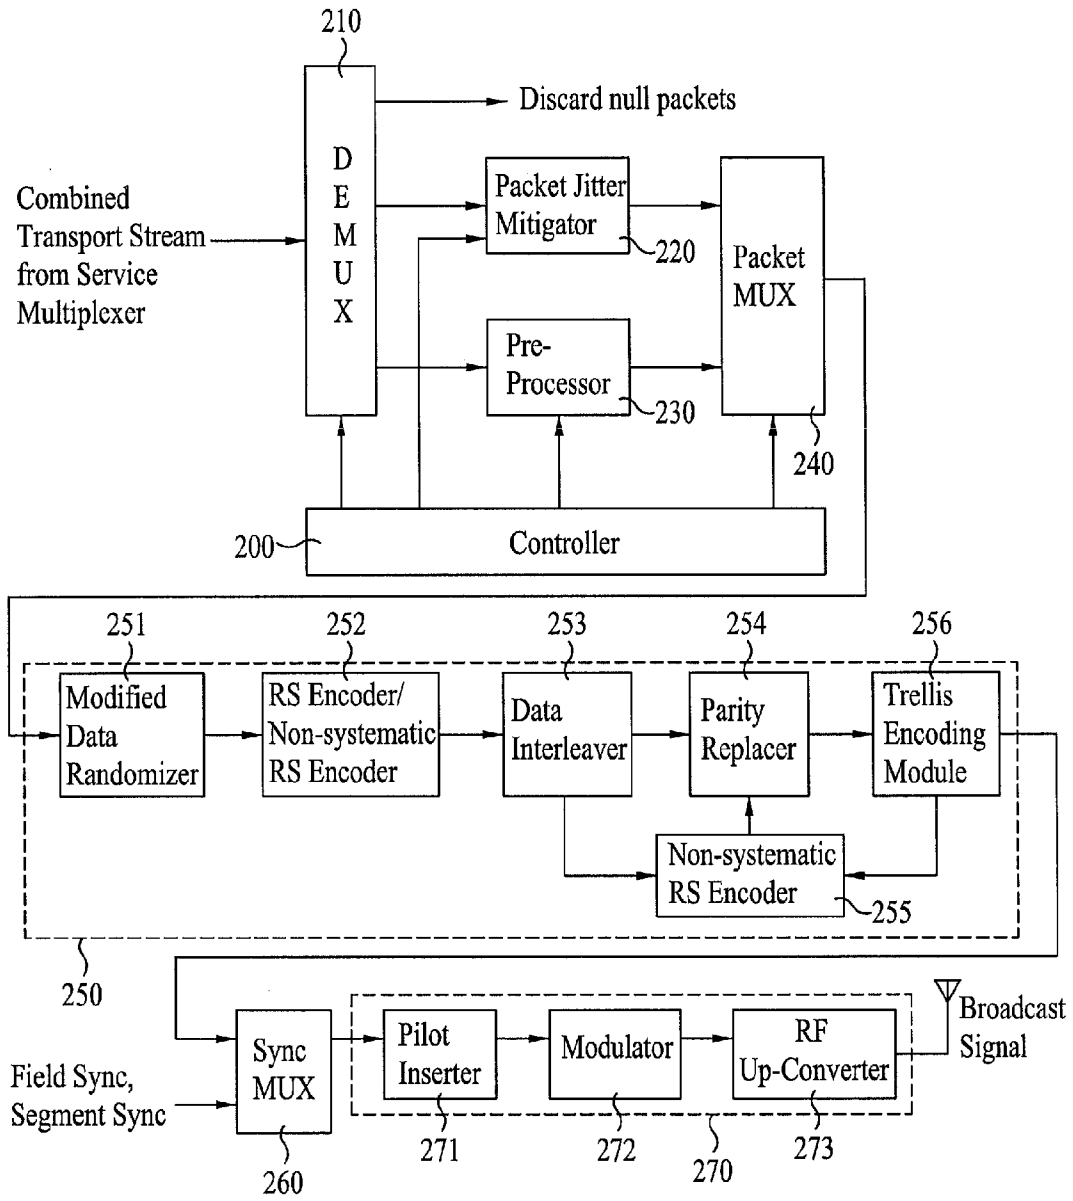 210
Discard null packets
D
E
M
U
X
Combined
Transport Stream
from Service
Multiplexer
Packet Jitter
Mitigator
220
Packet
MUX
Pre-
Processor
230
240
200
Controller
251
252
253
254
256
Modified
Data
Randomizer
RS Encoder/
Non-systematic
RS Encoder
Data
Interleaver
Parity
Replacer
Trellis
Encoding
Module
Non-systematic
RS Encoder
255
250
Broadcast
Signal
Sync
MUX
Pilot
Inserter
Modulator
RF
Up-Converter
Field Sync,
Segment Sync
260
271
272
270
273